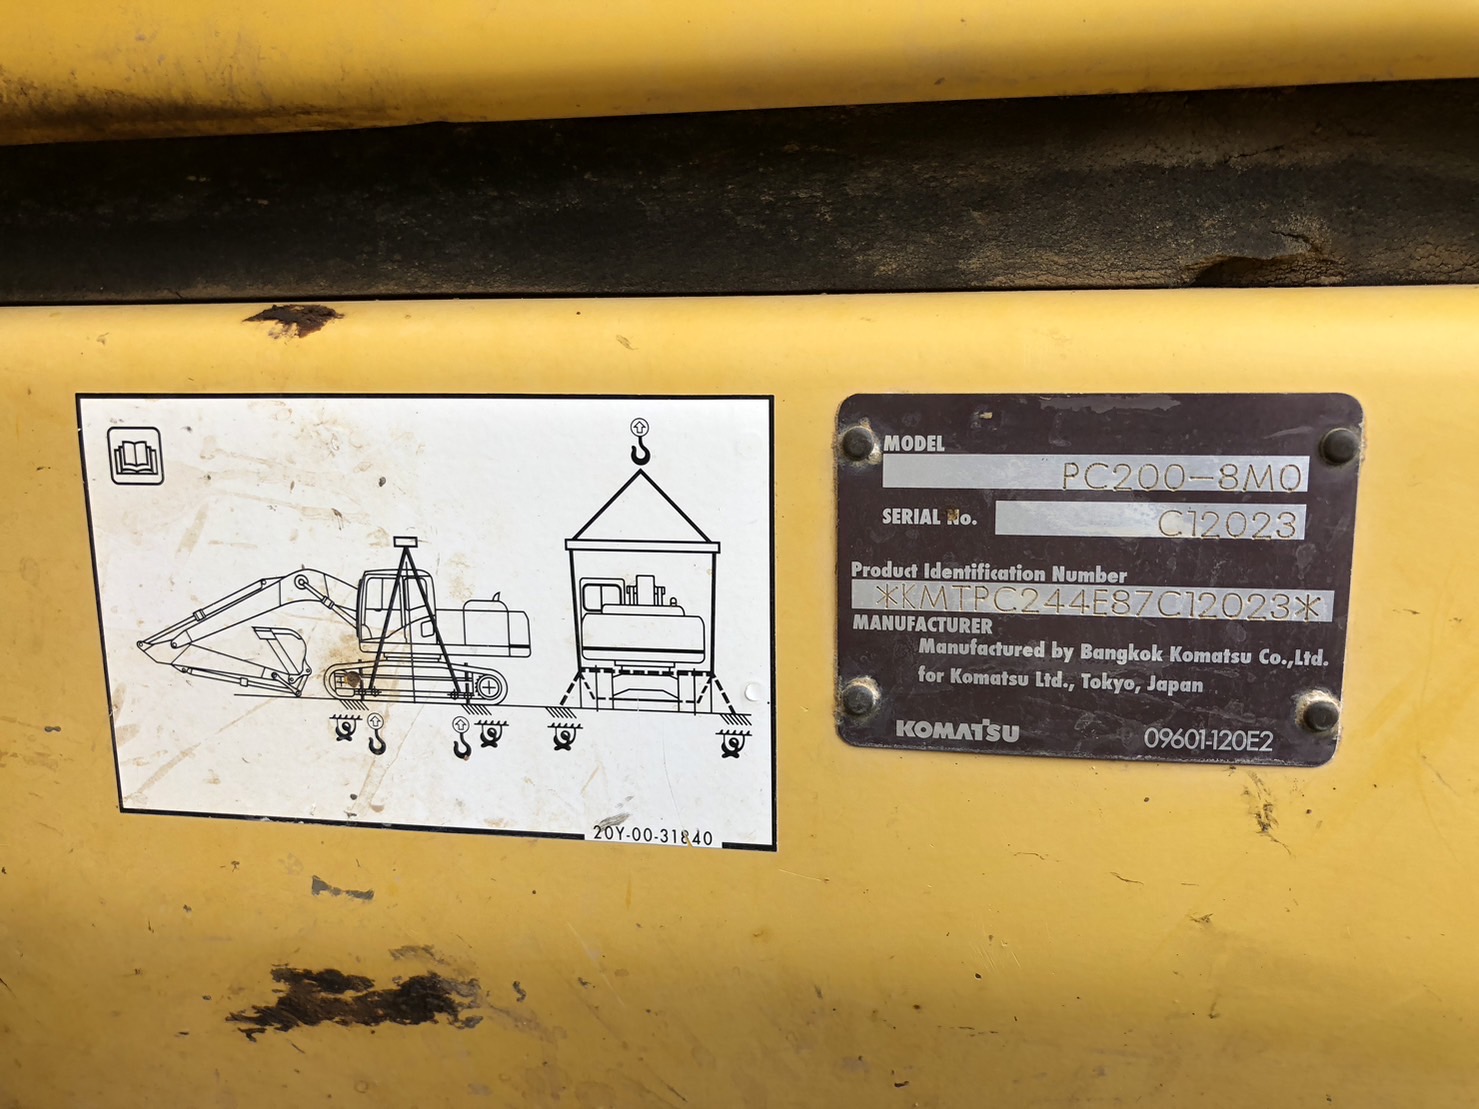 20Y-00-31840
MODEL
PC200-8M0
SERIAL No.
C12023
Product Identification Number
*KMTPC244E87C12023*
MANUFACTURER
Manufactured by Bangkok Komatsu Co.,Ltd.
for Komatsu Ltd., Tokyo, Japan
KOMATSU
09601-120E2